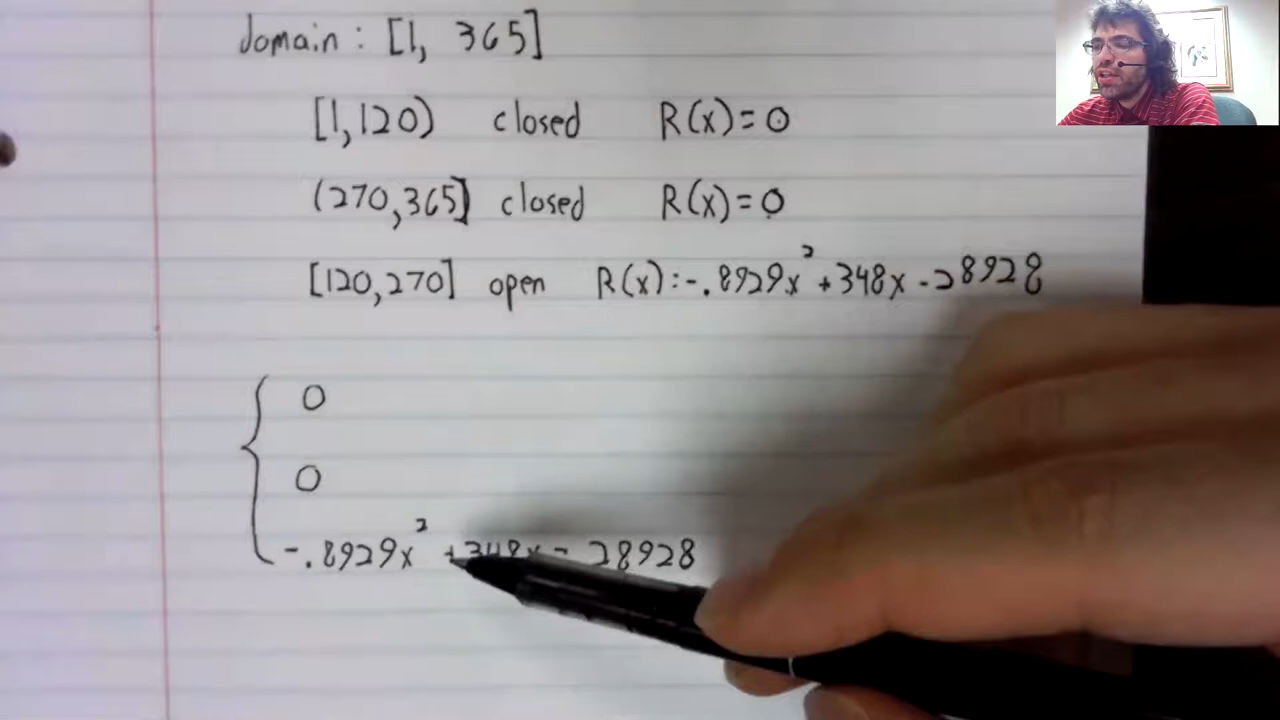 domain : [1, 365]
[1,120) closed R(x)=0
(270,365] closed R(x)=0
[120,270] open R(x):-.8929x²+348x-28928
{ 0
0
-.8929x² +348x - 28928